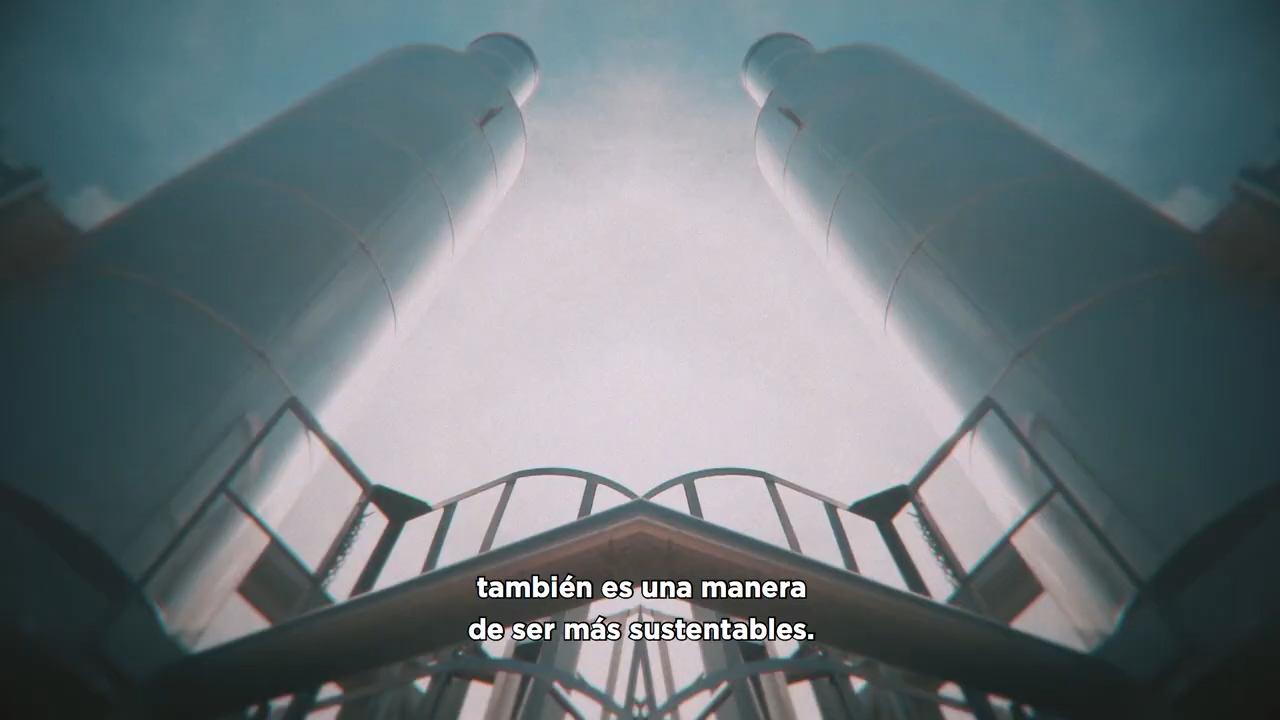 también es una manera
de ser más sustentables.